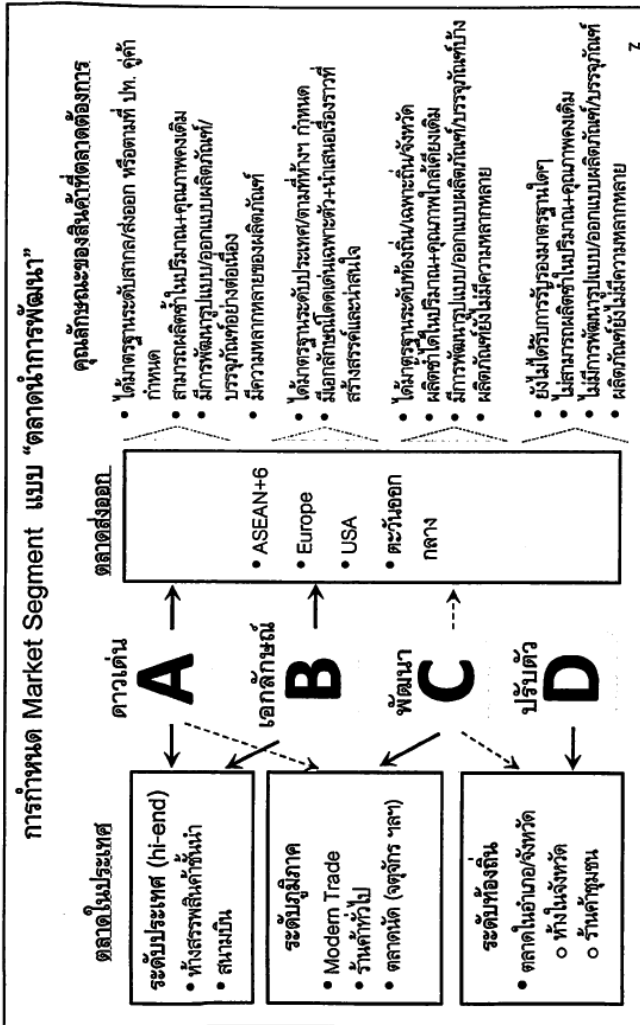 การกำหนด Market Segment แบบ “ตลาดนำการพัฒนา”
ตลาดในประเทศ
ระดับประเทศ (hi-end)
• ห้างสรรพสินค้าชั้นนำ
• สนามบิน
ระดับภูมิภาค
• Modern Trade
• ร้านค้าทั่วไป
• ตลาดนัด (จตุจักร ฯลฯ)
ระดับท้องถิ่น
• ตลาดในอำเภอ/จังหวัด
o ห้างในจังหวัด
o ร้านค้าชุมชน
ดาวเด่น
A
เอกลักษณ์
B
พัฒนา
C
ปรับตัว
D
ตลาดส่งออก
• ASEAN+6
• Europe
• USA
• ตะวันออก
กลาง
คุณลักษณะของสินค้าที่ตลาดต้องการ
• ได้มาตรฐานระดับสากล/ส่งออก หรือตามที่ ปท. คู่ค้า
กำหนด
• สามารถผลิตซ้ำในปริมาณ+คุณภาพคงเดิม
• มีการพัฒนารูปแบบ/ออกแบบผลิตภัณฑ์/
บรรจุภัณฑ์อย่างต่อเนื่อง
• มีความหลากหลายของผลิตภัณฑ์
• ได้มาตรฐานระดับประเทศ/ตามที่ห้างฯ กำหนด
• มีเอกลักษณ์โดดเด่นเฉพาะตัว+นำเสนอเรื่องราวที่
สร้างสรรค์และน่าสนใจ
• ได้มาตรฐานระดับท้องถิ่น/เฉพาะถิ่น/จังหวัด
• ผลิตซ้ำได้ในปริมาณ+คุณภาพใกล้เคียงเดิม
• มีการพัฒนารูปแบบ/ออกแบบผลิตภัณฑ์/บรรจุภัณฑ์บ้าง
• ผลิตภัณฑ์ยังไม่มีความหลากหลาย
• ยังไม่ได้รับการรับรองมาตรฐานใดๆ
• ไม่สามารถผลิตซ้ำในปริมาณ+คุณภาพคงเดิม
• ไม่มีการพัฒนารูปแบบ/ออกแบบผลิตภัณฑ์/บรรจุภัณฑ์
• ผลิตภัณฑ์ยังไม่มีความหลากหลาย